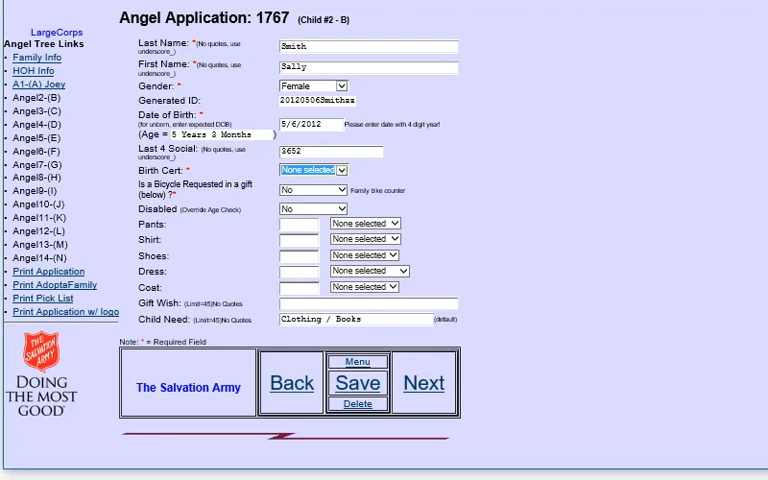 Angel Application: 1767 (Child #2 - B)
LargeCorps
Angel Tree Links
Family Info
HOH Info
A1-(A) Joey
Angel2-(B)
Angel3-(C)
Angel4-(D)
Angel5-(E)
Angel6-(F)
Angel7-(G)
Angel8-(H)
Angel9-(I)
Angel10-(J)
Angel11-(K)
Angel12-(L)
Angel13-(M)
Angel14-(N)
Print Application
Print AdoptaFamily
Print Pick List
Print Application w/ logo
THE SALVATION ARMY
DOING
THE MOST
GOOD
Last Name: * (No quotes, use underscore_) Smith
First Name: * (No quotes, use underscore_) Sally
Gender: * Female
Generated ID: 20120506Smithzz
Date of Birth: *
(for unborn, enter expected DOB) 5/6/2012 Please enter date with 4 digit year!
(Age = 5 Years 3 Months )
Last 4 Social: (No quotes, use underscore_) 3652
Birth Cert: * None selected
Is a Bicycle Requested in a gift (below) ?* No Family bike counter
Disabled (Override Age Check) No
Pants: None selected
Shirt: None selected
Shoes: None selected
Dress: None selected
Coat: None selected
Gift Wish: (Limit=45)No Quotes
Child Need: (Limit=45)No Quotes Clothing / Books (default)
Note: * = Required Field
The Salvation Army
Back
Menu
Save
Delete
Next